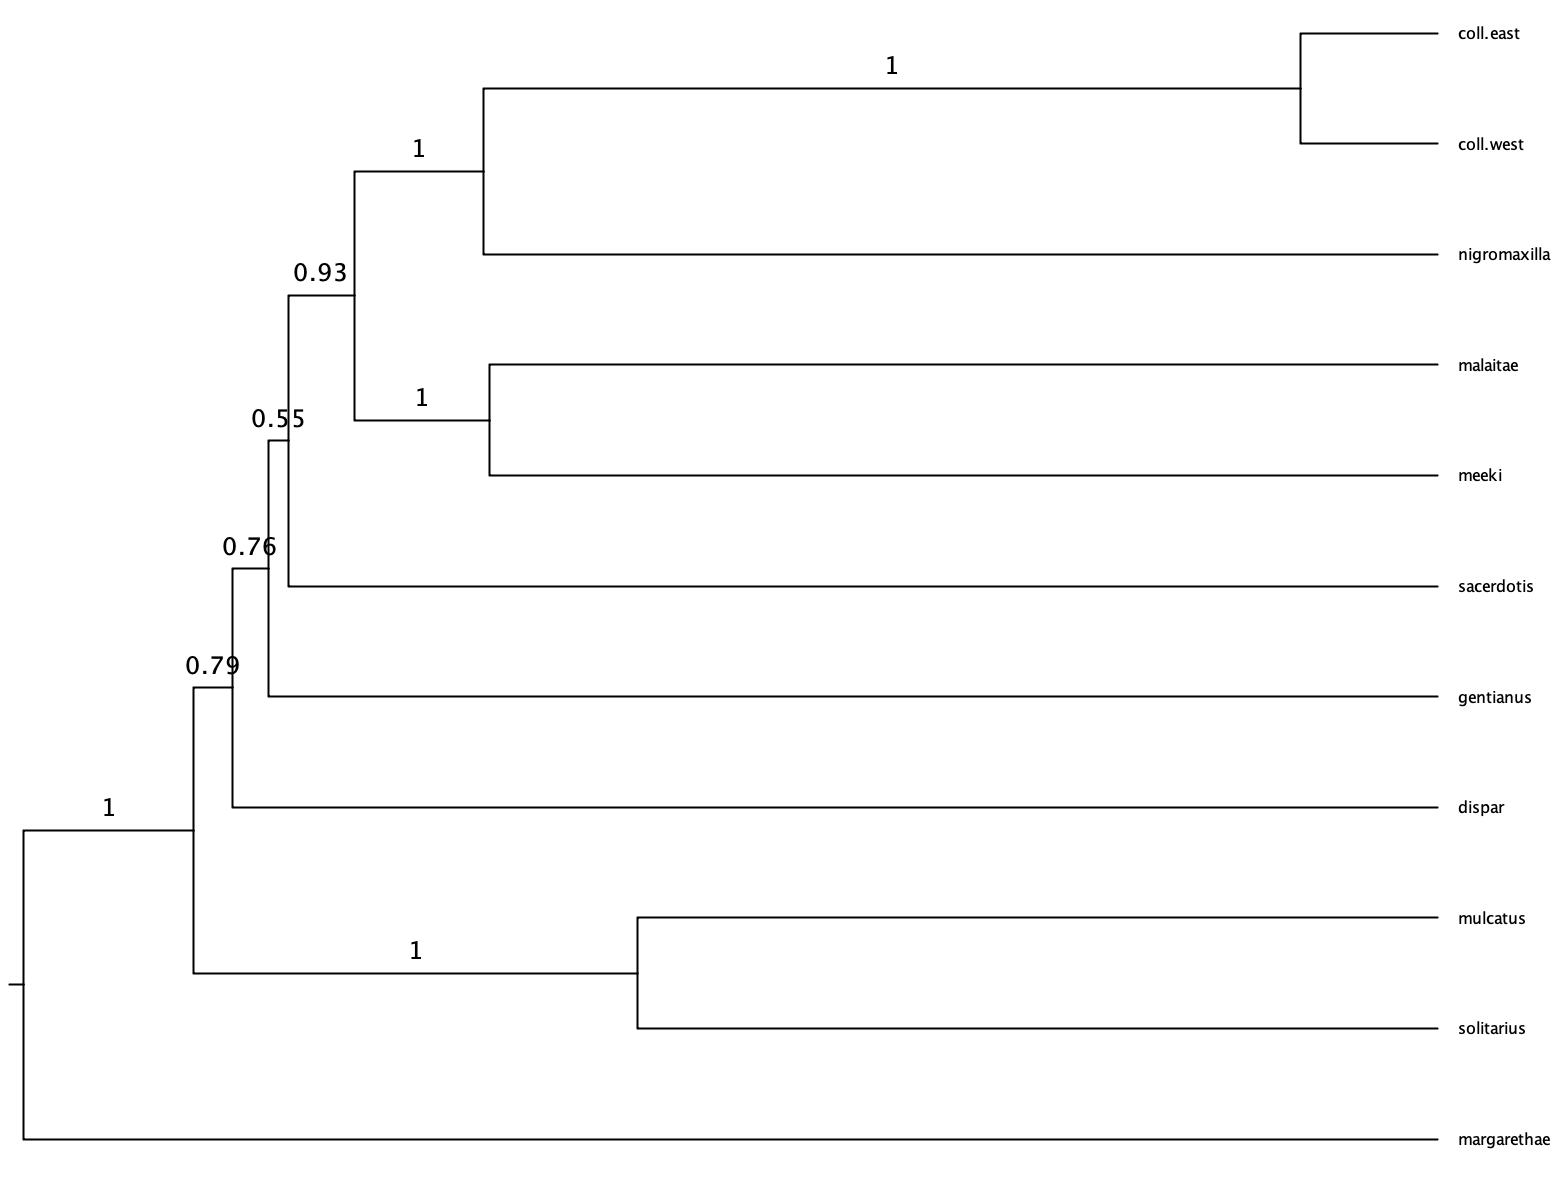 coll.east
1
coll.west
1
nigromaxilla
0.93
malaitae
1
0.55
meeki
0.76
sacerdotis
0.79
gentianus
1
dispar
mulcatus
1
solitarius
margarethae